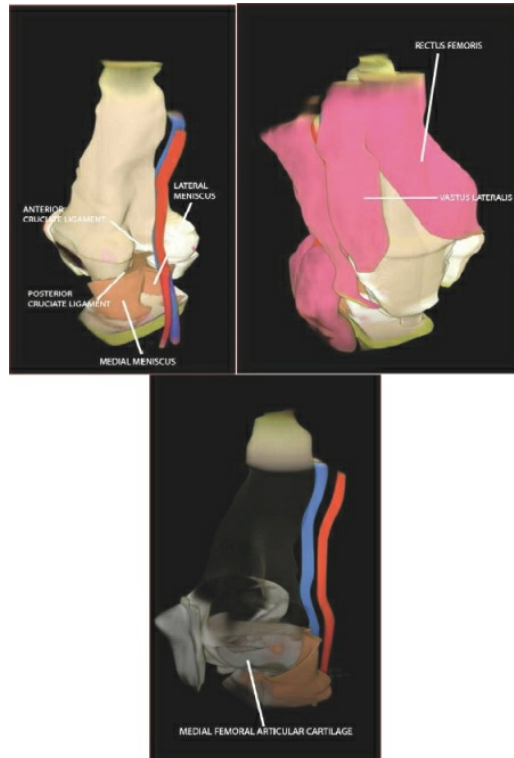 ANTERIOR
CRUCIATE LIGAMENT
LATERAL
MENISCUS
POSTERIOR
CRUCIATE LIGAMENT
MEDIAL MENISCUS
RECTUS FEMORIS
VASTUS LATERALIS
MEDIAL FEMORAL ARTICULAR CARTILAGE